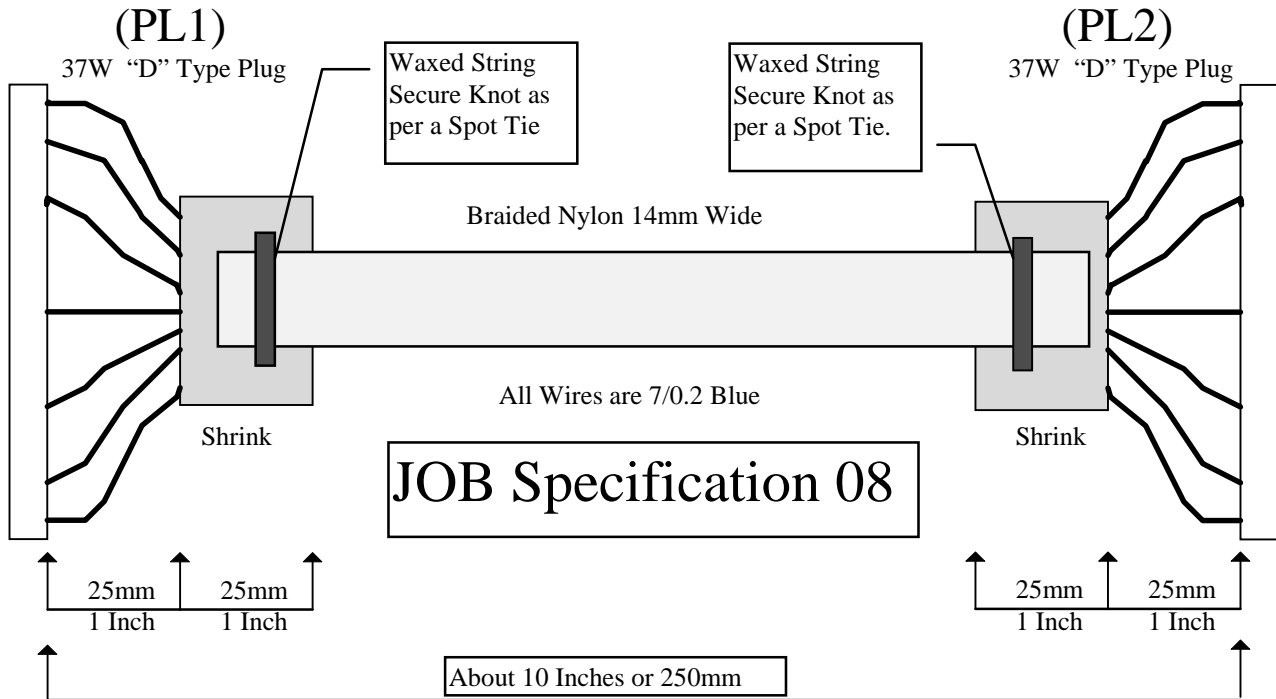 (PL1)
37W “D” Type Plug
Waxed String
Secure Knot as
per a Spot Tie
Waxed String
Secure Knot as
per a Spot Tie.
(PL2)
37W “D” Type Plug
Braided Nylon 14mm Wide
All Wires are 7/0.2 Blue
Shrink
Shrink
JOB Specification 08
25mm
1 Inch
25mm
1 Inch
25mm
1 Inch
25mm
1 Inch
About 10 Inches or 250mm